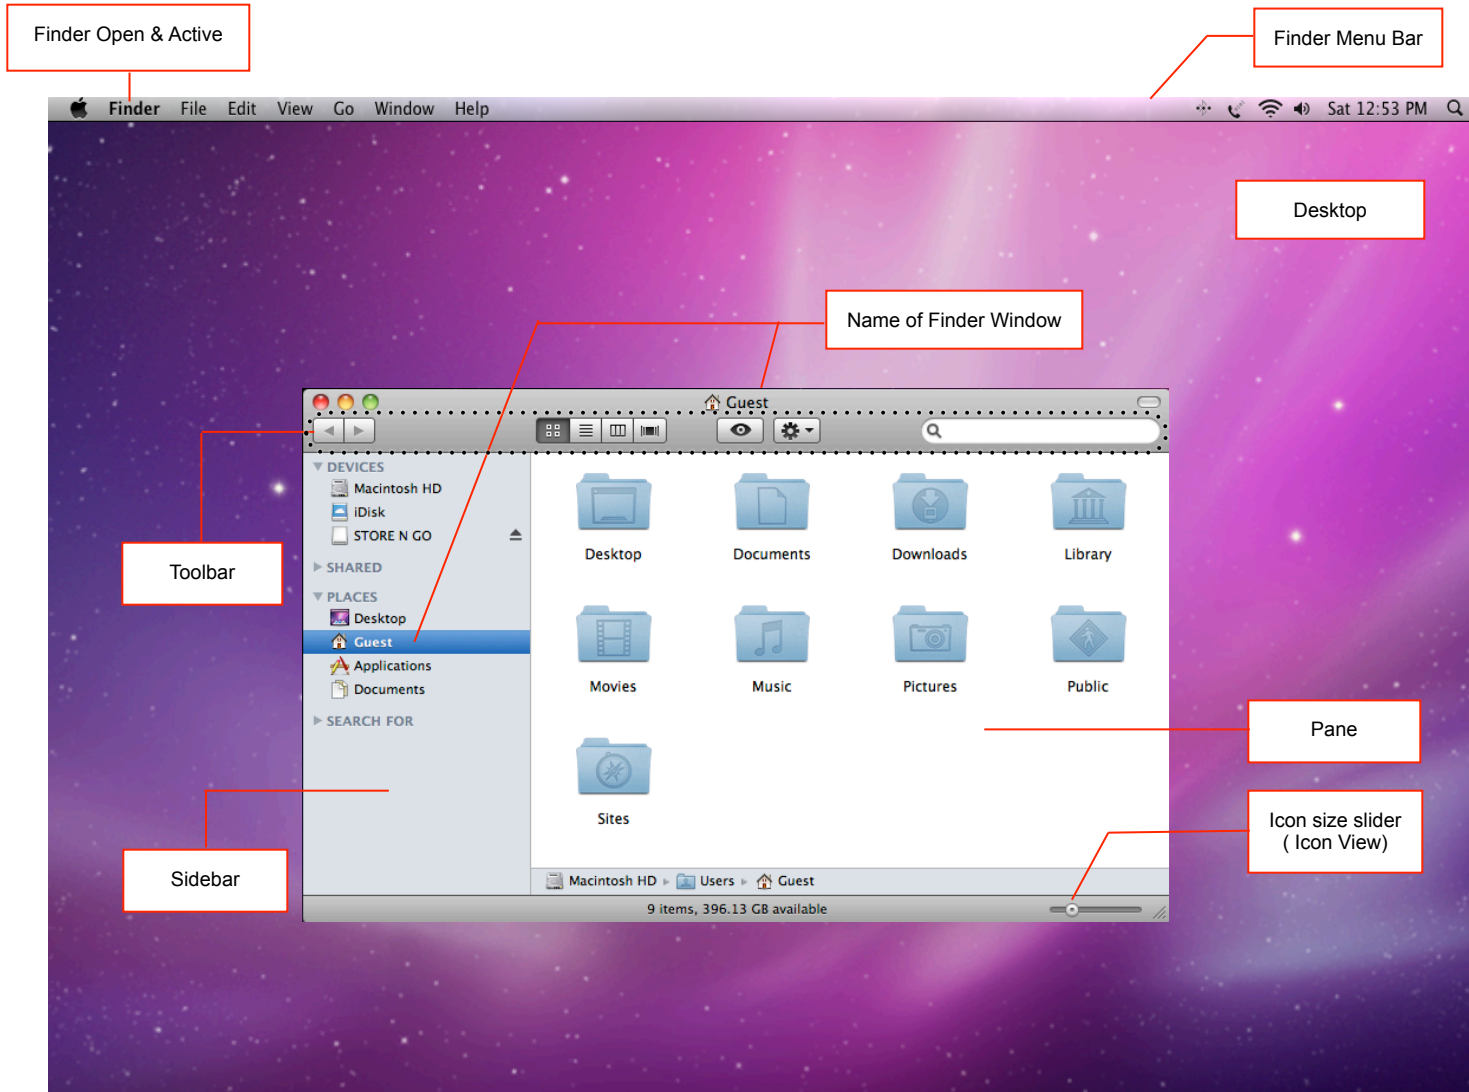 Finder Open & Active
Finder Menu Bar
Finder File Edit View Go Window Help
Sat 12:53 PM
Desktop
Name of Finder Window
Guest
Toolbar
DEVICES
Macintosh HD
iDisk
STORE N GO
SHARED
PLACES
Desktop
Guest
Applications
Documents
SEARCH FOR
Desktop Documents Downloads Library
Movies Music Pictures Public
Sites
Pane
Icon size slider
( Icon View)
Sidebar
Macintosh HD Users Guest
9 items, 396.13 GB available